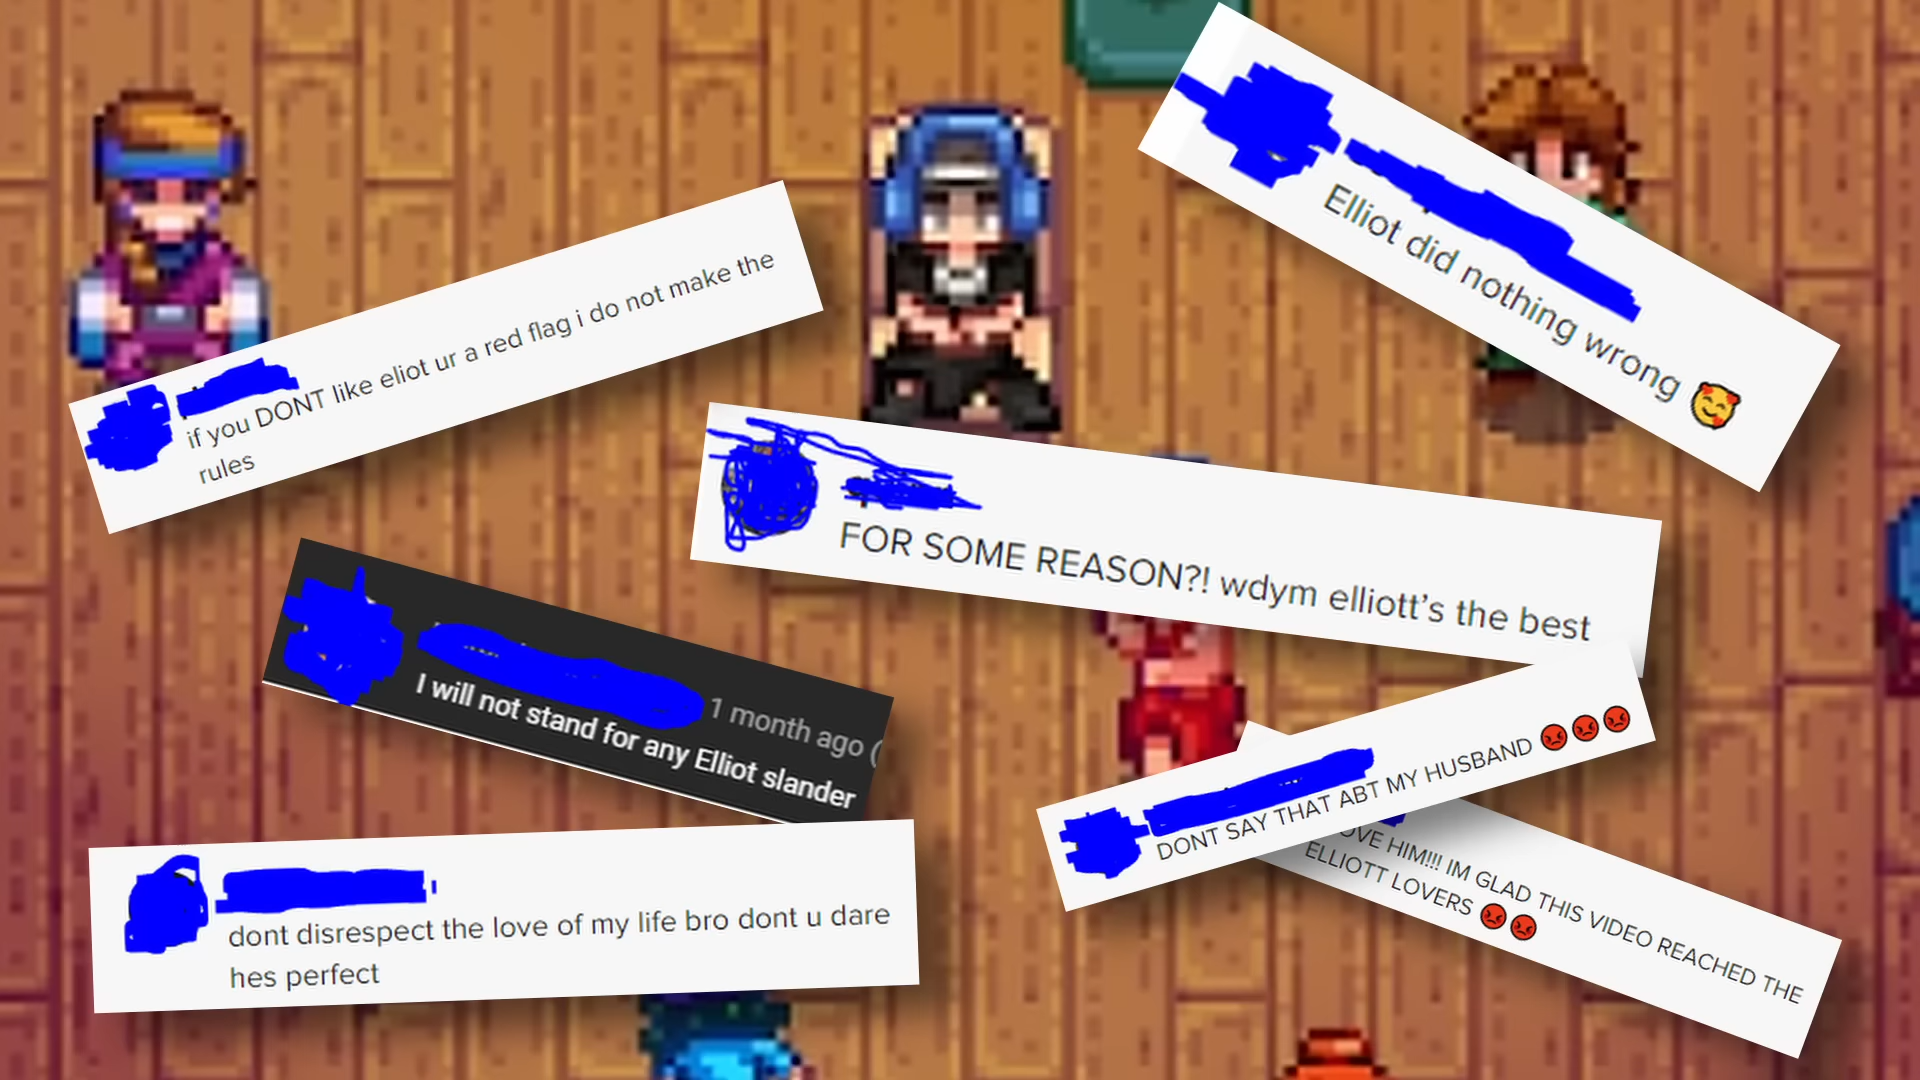 Elliot did nothing wrong 🥰
if you DONT like eliot ur a red flag i do not make the
rules
FOR SOME REASON?! wdym elliott's the best
1 month ago (
I will not stand for any Elliot slander
DONT SAY THAT ABT MY HUSBAND 😡😡😡
HIM!!! IM GLAD THIS VIDEO REACHED THE
ELLIOTT LOVERS 😡😡
dont disrespect the love of my life bro dont u dare
hes perfect